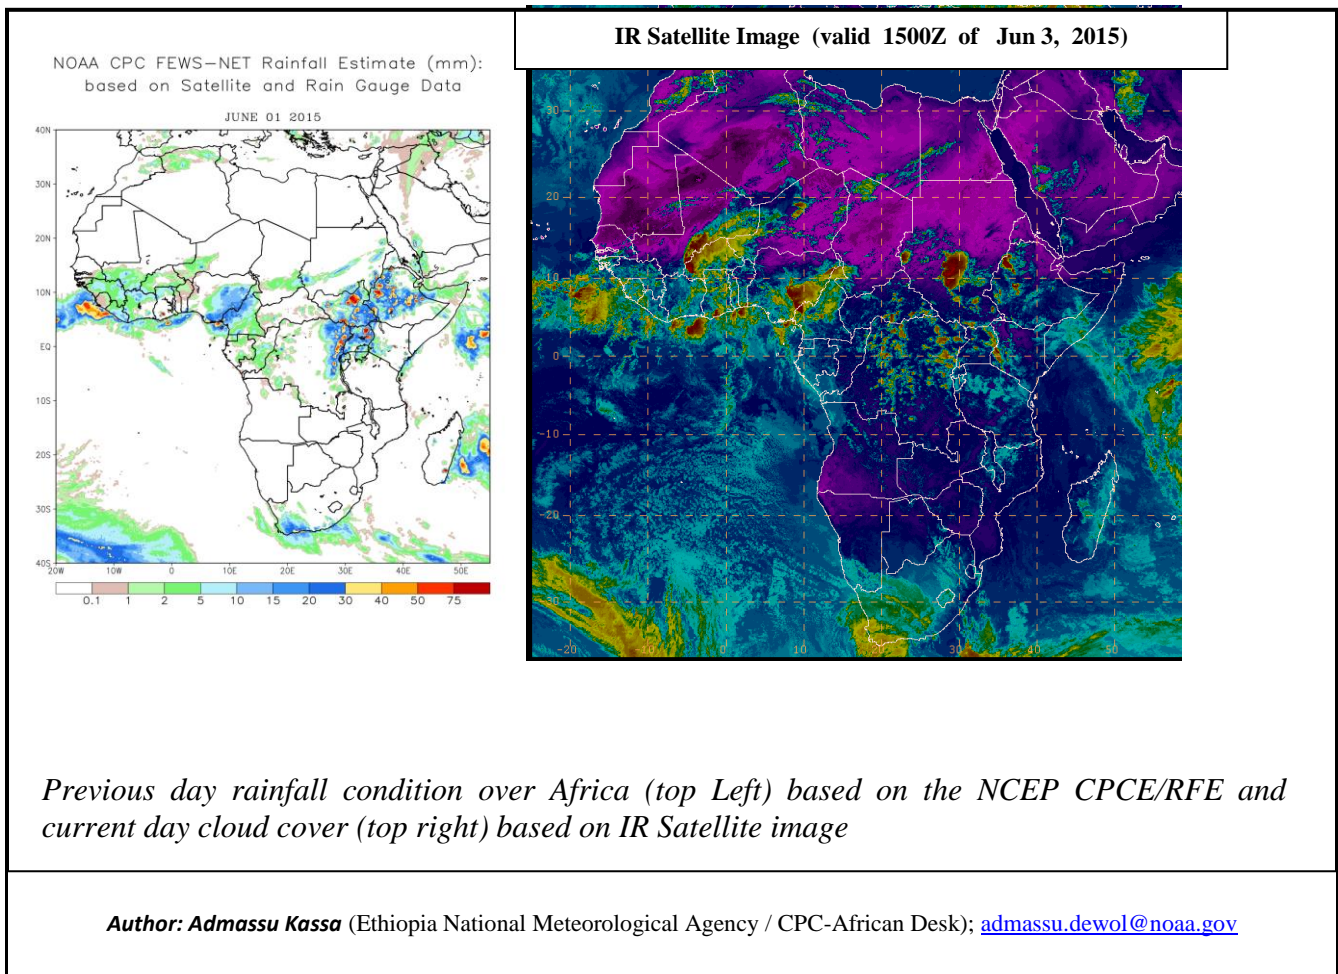 IR Satellite Image (valid 1500Z of Jun 3, 2015)
NOAA CPC FEWS-NET Rainfall Estimate (mm):
based on Satellite and Rain Gauge Data
JUNE 01 2015
40N
30N
20N
10N
EQ
10S
20S
30S
40S
20W 10W 0 10E 20E 30E 40E 50E
0.1 1 2 5 10 15 20 30 40 50 75
30
20
10
0
-10
-20
-30
-20 -10 0 10 20 30 40 50
Previous day rainfall condition over Africa (top Left) based on the NCEP CPCE/RFE and
current day cloud cover (top right) based on IR Satellite image
Author: Admassu Kassa (Ethiopia National Meteorological Agency / CPC-African Desk); admassu.dewol@noaa.gov